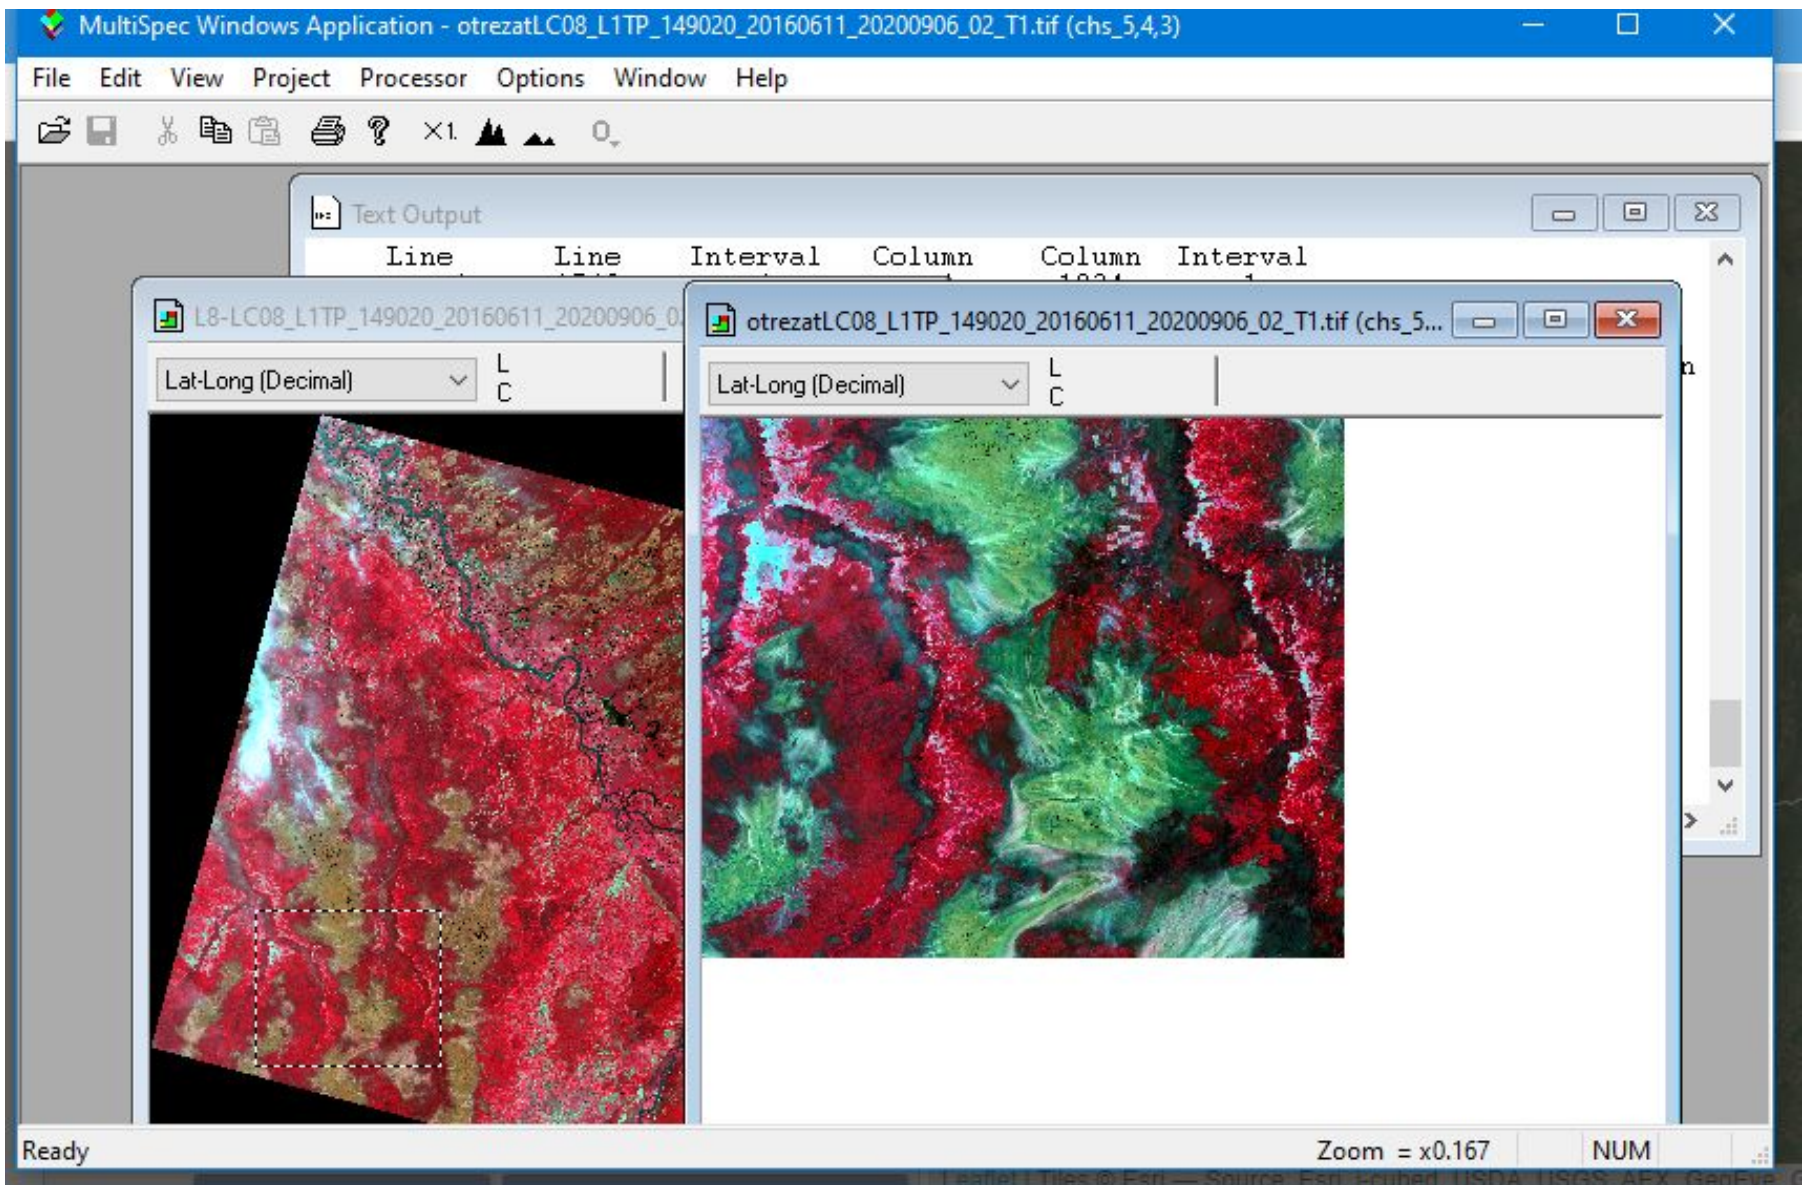 MultiSpec Windows Application - otrezatLC08_L1TP_149020_20160611_20200906_02_T1.tif (chs_5,4,3)
File Edit View Project Processor Options Window Help
×1.
Text Output
Line Line Interval Column Column Interval
L8-LC08_L1TP_149020_20160611_20200906_0
otrezatLC08_L1TP_149020_20160611_20200906_02_T1.tif (chs_5...
Lat-Long (Decimal) L
C
Lat-Long (Decimal) L
C
n
Ready Zoom = x0.167 NUM